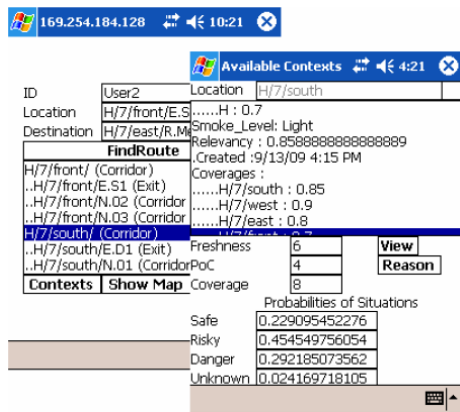 169.254.184.128 10:21
ID User2
Location H/7/front/E.S
Destination H/7/east/R.Me
FindRoute
H/7/front/ (Corridor)
..H/7/front/E.S1 (Exit)
..H/7/front/N.02 (Corridor
..H/7/front/N.03 (Corridor
H/7/south/ (Corridor)
..H/7/south/E.D1 (Exit)
..H/7/south/N.01 (Corridor
Contexts Show Map
Available Contexts 4:21
Location H/7/south
......H : 0.7
Smoke_Level: Light
Relevancy : 0.8588888888888889
.Created :9/13/09 4:15 PM
Coverages :
......H/7/south : 0.85
......H/7/west : 0.9
......H/7/east : 0.8
......H/7/front : 0.7
Freshness 6 View
PoC 4 Reason
Coverage 8
Probabilities of Situations
Safe 0.229095452276
Risky 0.454549756054
Danger 0.292185073562
Unknown 0.024169718105